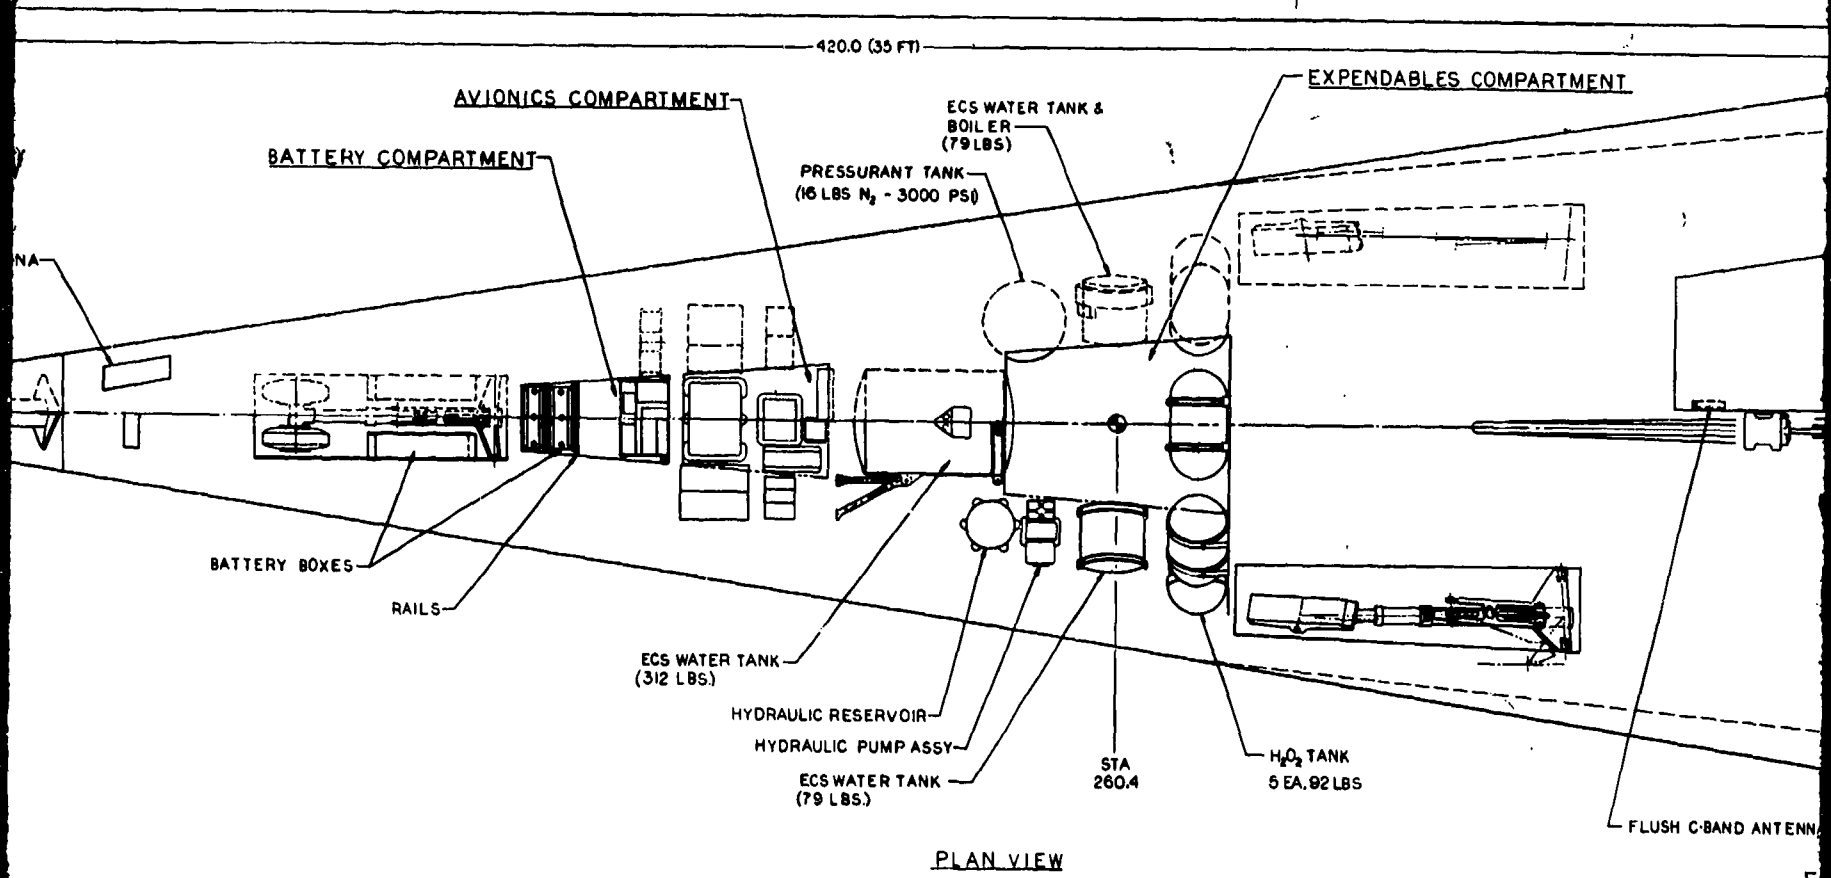 420.0 (35 FT)
EXPENDABLES COMPARTMENT
AVIONICS COMPARTMENT
ECS WATER TANK &
BOILER
(79 LBS)
BATTERY COMPARTMENT
PRESSURANT TANK
(16 LBS N₂ - 3000 PSI)
NA
BATTERY BOXES
RAILS
ECS WATER TANK
(312 LBS.)
HYDRAULIC RESERVOIR
HYDRAULIC PUMP ASSY
ECS WATER TANK
(79 LBS.)
STA
260.4
H₂O₂ TANK
5 EA. 92 LBS
FLUSH C-BAND ANTENN
PLAN VIEW